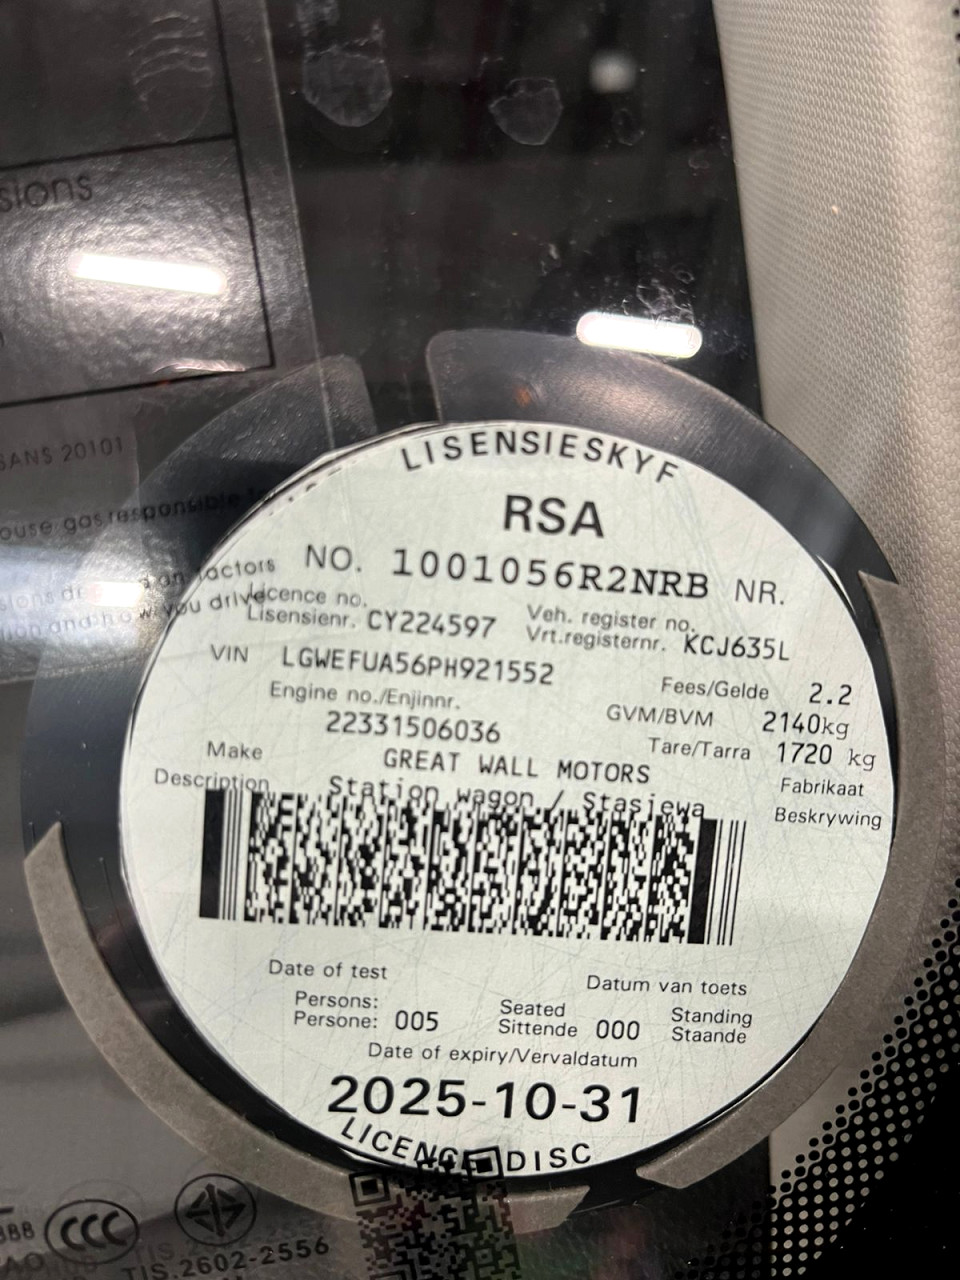 sions
SANS 20101
ouse gas responsible
you drive
LISENSIESKYF
RSA
NO. 1001056R2NRB NR.
Licence no. Veh. register no.
Lisensienr. CY224597 Vrt.registernr. KCJ635L
VIN LGWEFUA56PH921552
Engine no./Enjinnr. Fees/Gelde 2.2
22331506036 GVM/BVM 2140kg
Make GREAT WALL MOTORS Tare/Tarra 1720 kg
Fabrikaat
Description Station wagon / Stasiewa Beskrywing
Date of test Datum van toets
Persons: Seated Standing
Persone: 005 Sittende 000 Staande
Date of expiry/Vervaldatum
2025-10-31
LICENCE DISC
CCC
TIS.2602-2556